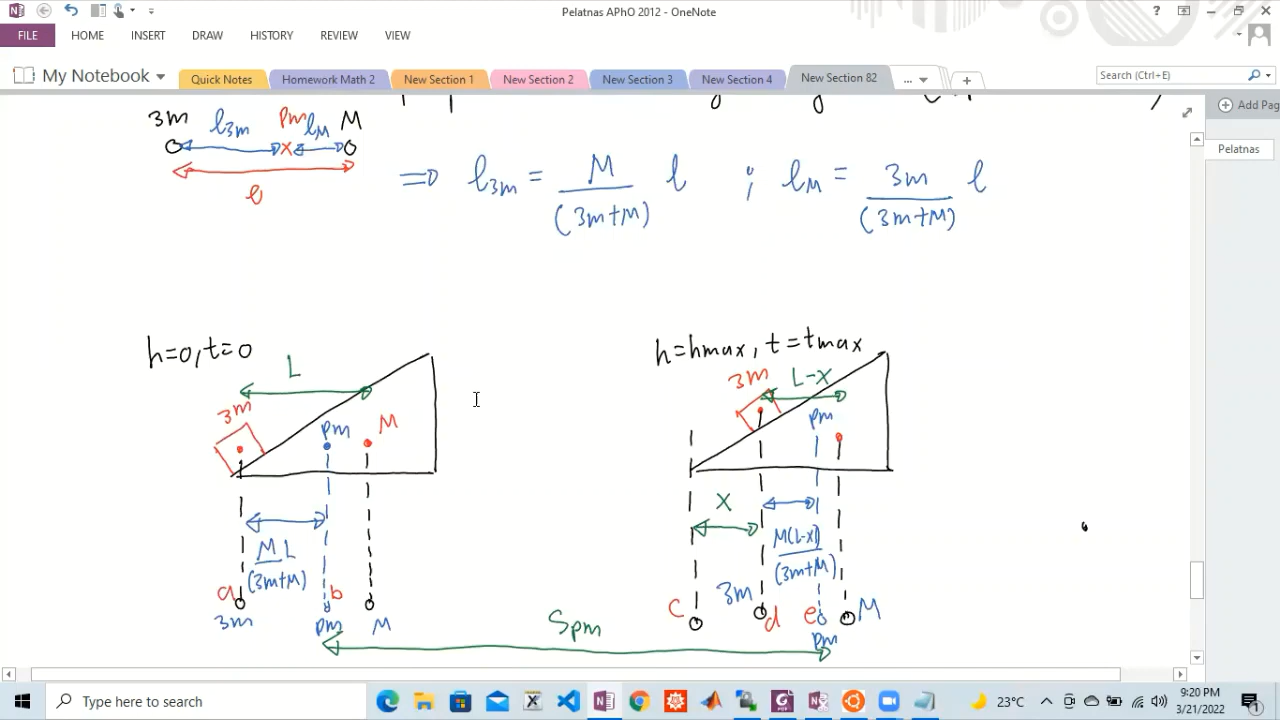 Pelatnas APhO 2012 - OneNote
FILE HOME INSERT DRAW HISTORY REVIEW VIEW
My Notebook Quick Notes Homework Math 2 New Section 1 New Section 2 New Section 3 New Section 4 New Section 82 ... Search (Ctrl+E)
Add Pag
Pelatnas
3m l3m pm lM M
l
⇒ l3m = M/(3m+M) l ; lM = 3m/(3m+M) l
h=0, t=0
L
3m
pm M
ML/(3m+M)
a b
3m pm M
h=hmax, t=tmax
3m L-x
pm
X
M(L-x)/(3m+M)
3m
c d e M
pm
Spm
Type here to search
23°C
9:20 PM
3/21/2022